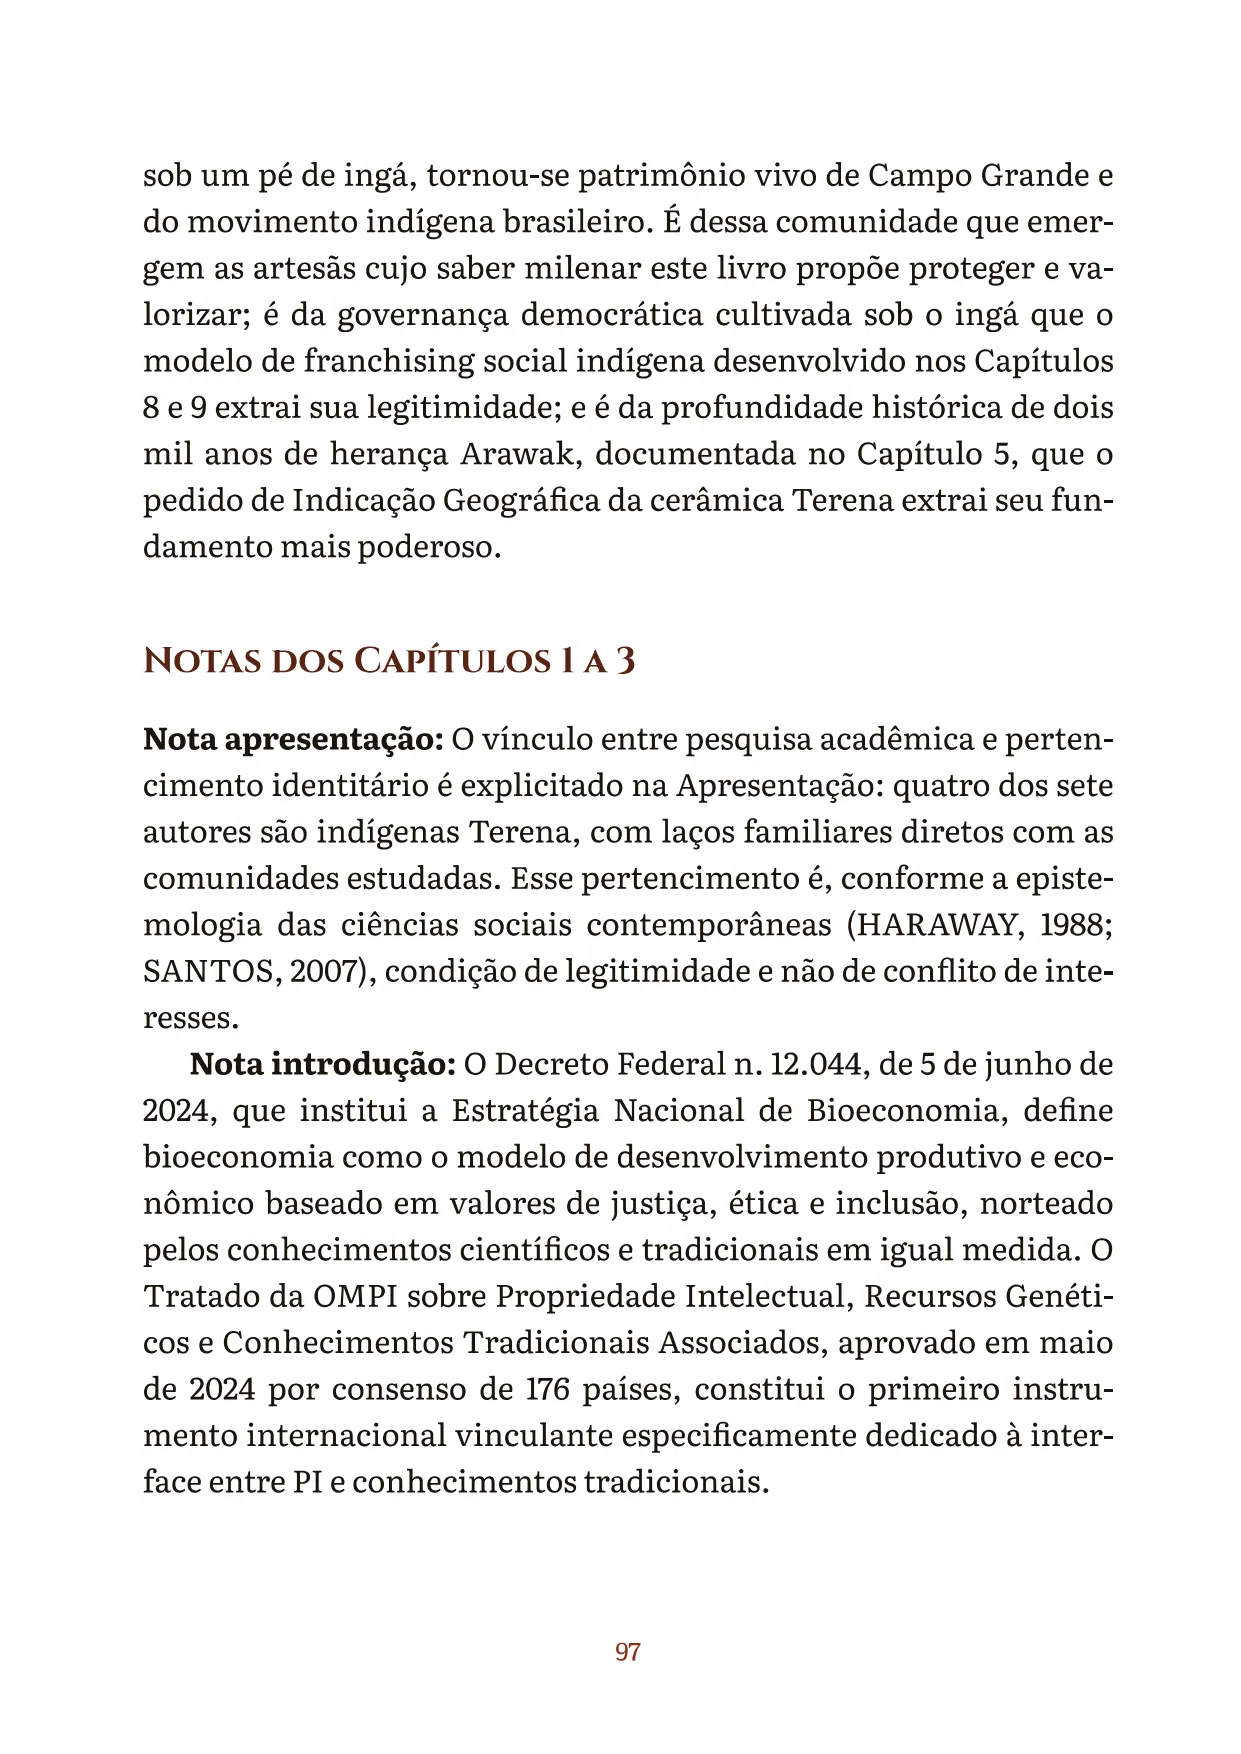 sob um pé de ingá, tornou-se patrimônio vivo de Campo Grande e
do movimento indígena brasileiro. É dessa comunidade que emer-
gem as artesãs cujo saber milenar este livro propõe proteger e va-
lorizar; é da governança democrática cultivada sob o ingá que o
modelo de franchising social indígena desenvolvido nos Capítulos
8 e 9 extrai sua legitimidade; e é da profundidade histórica de dois
mil anos de herança Arawak, documentada no Capítulo 5, que o
pedido de Indicação Geográfica da cerâmica Terena extrai seu fun-
damento mais poderoso.
Notas dos Capítulos 1 a 3
Nota apresentação: O vínculo entre pesquisa acadêmica e perten-
cimento identitário é explicitado na Apresentação: quatro dos sete
autores são indígenas Terena, com laços familiares diretos com as
comunidades estudadas. Esse pertencimento é, conforme a episte-
mologia das ciências sociais contemporâneas (HARAWAY, 1988;
SANTOS, 2007), condição de legitimidade e não de conflito de inte-
resses.
Nota introdução: O Decreto Federal n. 12.044, de 5 de junho de
2024, que institui a Estratégia Nacional de Bioeconomia, define
bioeconomia como o modelo de desenvolvimento produtivo e eco-
nômico baseado em valores de justiça, ética e inclusão, norteado
pelos conhecimentos científicos e tradicionais em igual medida. O
Tratado da OMPI sobre Propriedade Intelectual, Recursos Genéti-
cos e Conhecimentos Tradicionais Associados, aprovado em maio
de 2024 por consenso de 176 países, constitui o primeiro instru-
mento internacional vinculante especificamente dedicado à inter-
face entre PI e conhecimentos tradicionais.
97